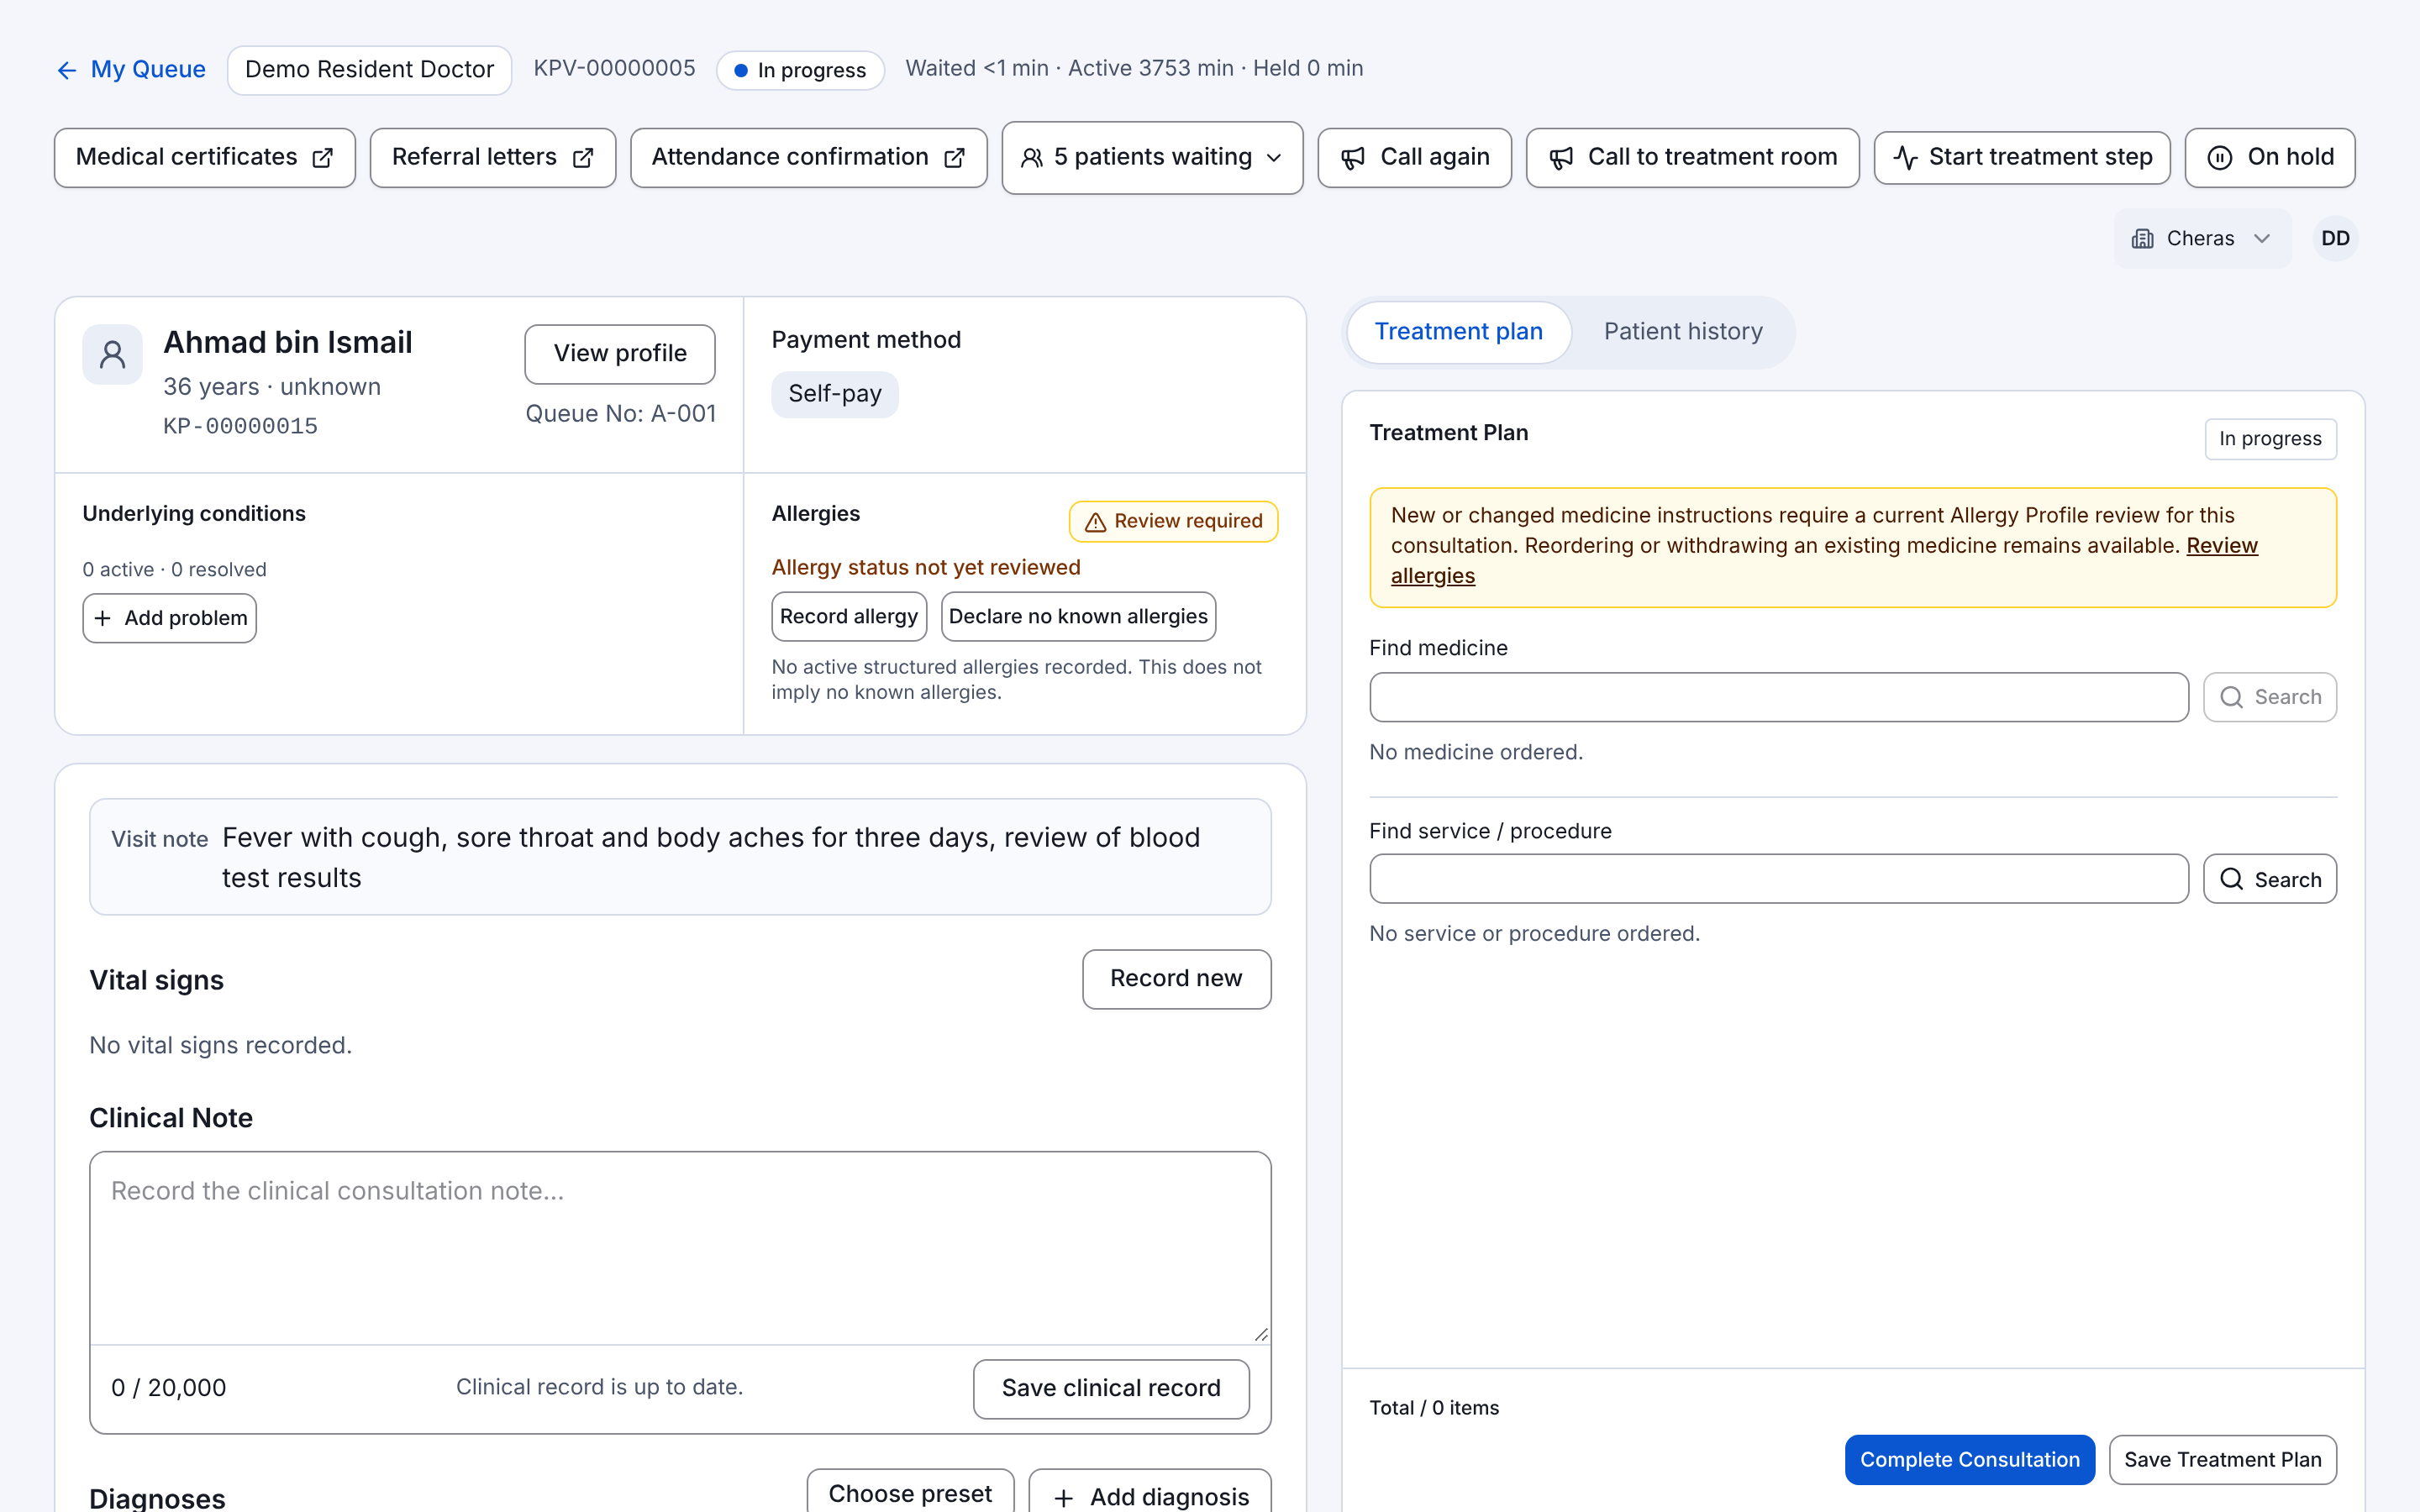 My Queue
Demo Resident Doctor
KPV-00000005
In progress
Waited <1 min · Active 3753 min · Held 0 min
Medical certificates
Referral letters
Attendance confirmation
5 patients waiting
Call again
Call to treatment room
Start treatment step
On hold
Cheras
DD
Ahmad bin Ismail
36 years · unknown
KP-00000015
View profile
Queue No: A-001
Payment method
Self-pay
Underlying conditions
0 active · 0 resolved
+ Add problem
Allergies
Review required
Allergy status not yet reviewed
Record allergy
Declare no known allergies
No active structured allergies recorded. This does not
imply no known allergies.
Visit note
Fever with cough, sore throat and body aches for three days, review of blood
test results
Vital signs
Record new
No vital signs recorded.
Clinical Note
Record the clinical consultation note...
0 / 20,000
Clinical record is up to date.
Save clinical record
Diagnoses
Choose preset
+ Add diagnosis
Treatment plan
Patient history
Treatment Plan
In progress
New or changed medicine instructions require a current Allergy Profile review for this
consultation. Reordering or withdrawing an existing medicine remains available. Review
allergies
Find medicine
Search
No medicine ordered.
Find service / procedure
Search
No service or procedure ordered.
Total / 0 items
Complete Consultation
Save Treatment Plan